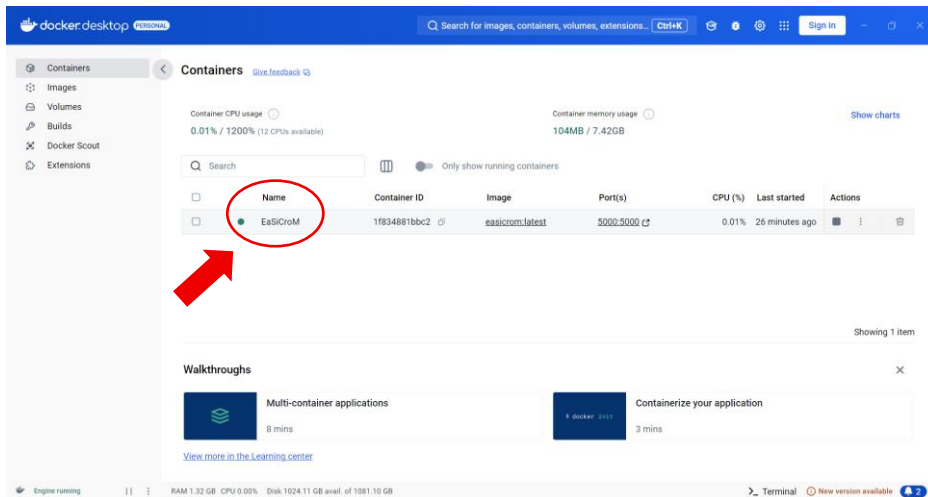 docker.desktop PERSONAL
Search for images, containers, volumes, extensions... Ctrl+K
Sign in
Containers
Images
Volumes
Builds
Docker Scout
Extensions
Containers Give feedback
Container CPU usage
0.01% / 1200% (12 CPUs available)
Container memory usage
104MB / 7.42GB
Show charts
Search
Only show running containers
Name Container ID Image Port(s) CPU (%) Last started Actions
EaSiCroM 1f834881bbc2 easicrom:latest 5000:5000 0.01% 26 minutes ago
Showing 1 item
Walkthroughs
Multi-container applications
8 mins
$ docker init
Containerize your application
3 mins
View more in the Learning center
Engine running
RAM 1.32 GB CPU 0.00% Disk 1024.11 GB avail. of 1081.10 GB
>_ Terminal
New version available
2